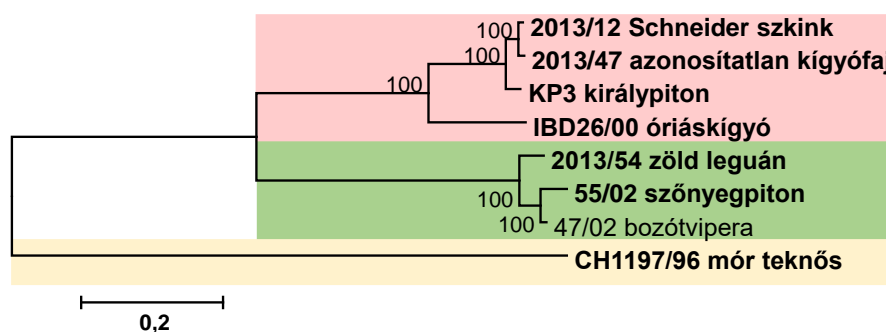 100 2013/12 Schneider szkink
100 2013/47 azonosítatlan kígyófaj
100 KP3 királypiton
IBD26/00 óriáskígyó
2013/54 zöld leguán
100 55/02 szőnyegpiton
100 47/02 bozótvipera
CH1197/96 mór teknős
0,2